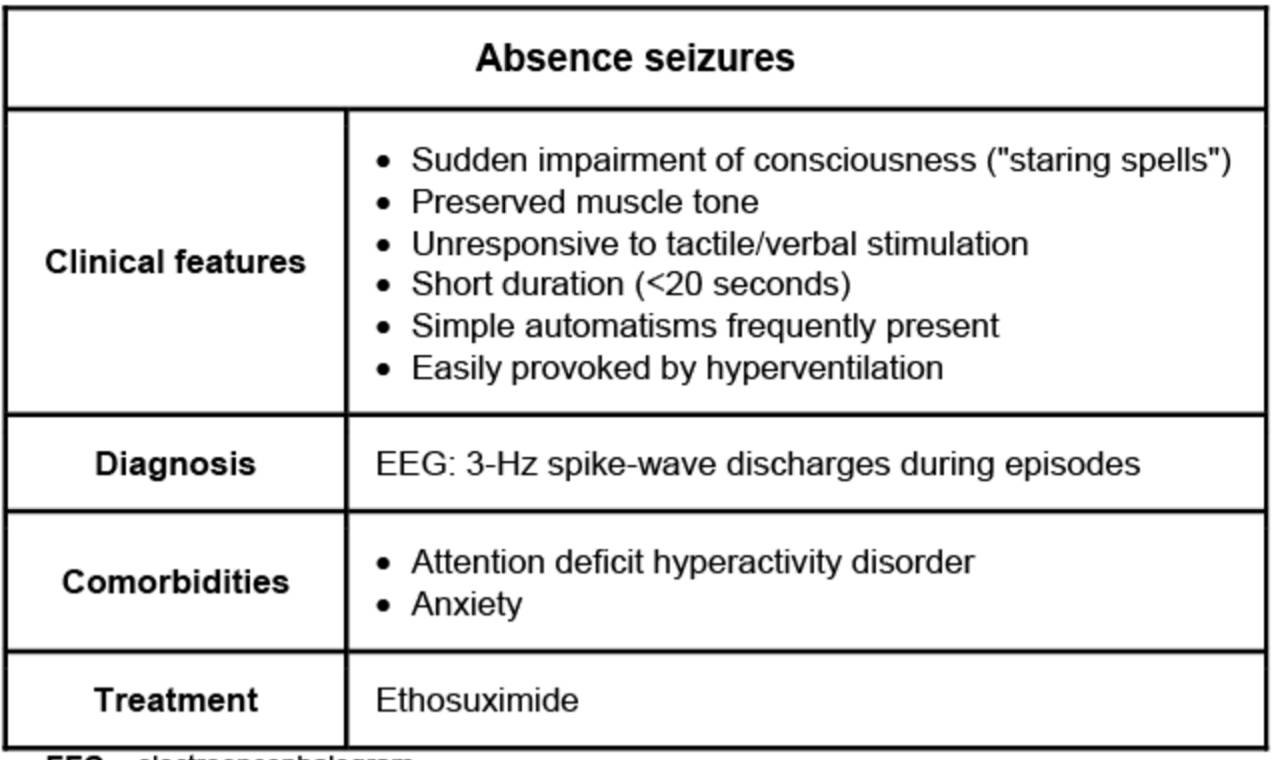 Absence seizures
Clinical features
• Sudden impairment of consciousness ("staring spells")
• Preserved muscle tone
• Unresponsive to tactile/verbal stimulation
• Short duration (<20 seconds)
• Simple automatisms frequently present
• Easily provoked by hyperventilation
Diagnosis
EEG: 3-Hz spike-wave discharges during episodes
Comorbidities
• Attention deficit hyperactivity disorder
• Anxiety
Treatment
Ethosuximide